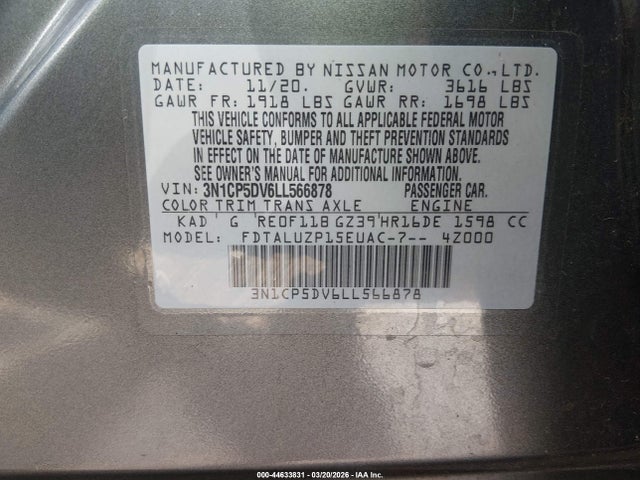 MANUFACTURED BY NISSAN MOTOR CO., LTD.
DATE: 11/20. GVWR: 3616 LBS
GAWR FR: 1918 LBS GAWR RR: 1698 LBS
THIS VEHICLE CONFORMS TO ALL APPLICABLE FEDERAL MOTOR
VEHICLE SAFETY, BUMPER AND THEFT PREVENTION STANDARDS
IN EFFECT ON THE DATE OF MANUFACTURE SHOWN ABOVE.
SEE OWNER'S MANUAL FOR ADDITIONAL INFORMATION.
VIN: 3N1CP5DV6LL566878 PASSENGER CAR.
COLOR TRIM TRANS AXLE ENGINE
KAD G RE0F11B GZ39 HR16DE 1598 CC
MODEL: FDTALUZP15EUAC-7-- 4Z000
3N1CP5DV6LL566878
000-44633831 - 03/20/2026 - IAA Inc.